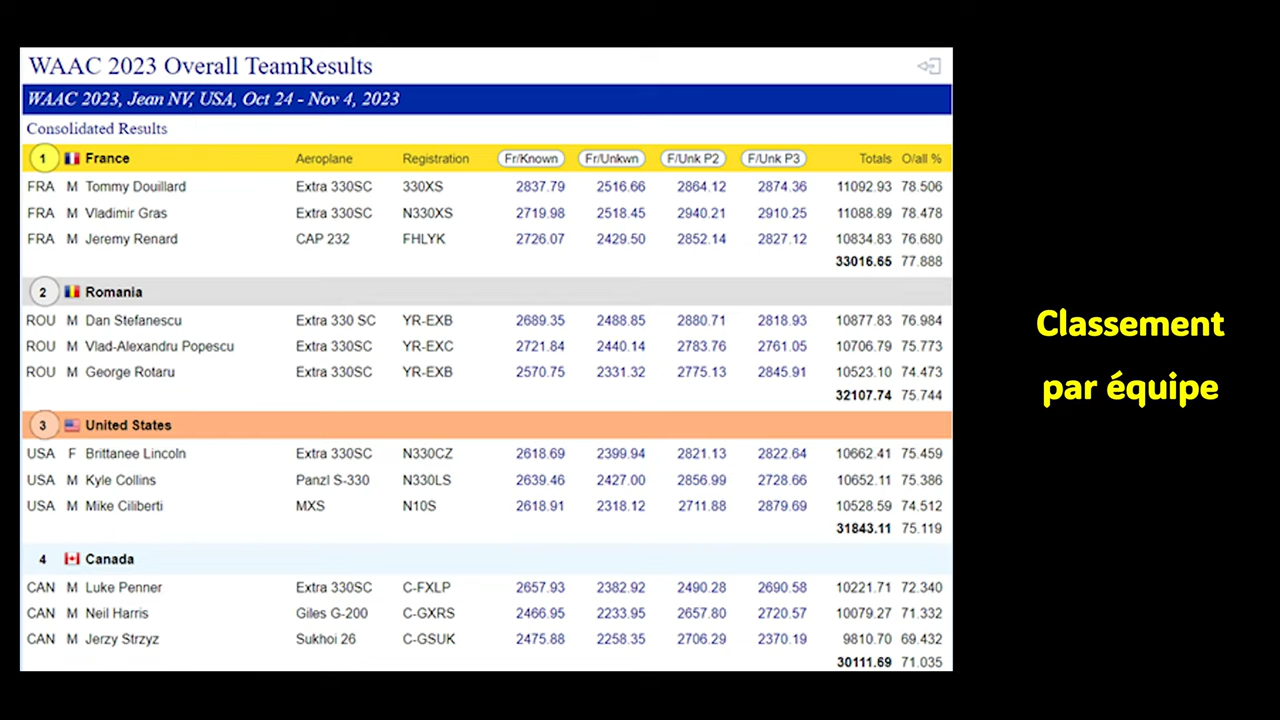 WAAC 2023 Overall TeamResults
WAAC 2023, Jean NV, USA, Oct 24 - Nov 4, 2023
Consolidated Results
1 France Aeroplane Registration Fr/Known Fr/Unkwn F/Unk P2 F/Unk P3 Totals O/all %
FRA M Tommy Douillard Extra 330SC 330XS 2837.79 2516.66 2864.12 2874.36 11092.93 78.506
FRA M Vladimir Gras Extra 330SC N330XS 2719.98 2518.45 2940.21 2910.25 11088.89 78.478
FRA M Jeremy Renard CAP 232 FHLYK 2726.07 2429.50 2852.14 2827.12 10834.83 76.680
33016.65 77.888
2 Romania
ROU M Dan Stefanescu Extra 330 SC YR-EXB 2689.35 2488.85 2880.71 2818.93 10877.83 76.984
ROU M Vlad-Alexandru Popescu Extra 330SC YR-EXC 2721.84 2440.14 2783.76 2761.05 10706.79 75.773
ROU M George Rotaru Extra 330SC YR-EXB 2570.75 2331.32 2775.13 2845.91 10523.10 74.473
32107.74 75.744
3 United States
USA F Brittanee Lincoln Extra 330SC N330CZ 2618.69 2399.94 2821.13 2822.64 10662.41 75.459
USA M Kyle Collins Panzl S-330 N330LS 2639.46 2427.00 2856.99 2728.66 10652.11 75.386
USA M Mike Ciliberti MXS N10S 2618.91 2318.12 2711.88 2879.69 10528.59 74.512
31843.11 75.119
4 Canada
CAN M Luke Penner Extra 330SC C-FXLP 2657.93 2382.92 2490.28 2690.58 10221.71 72.340
CAN M Neil Harris Giles G-200 C-GXRS 2466.95 2233.95 2657.80 2720.57 10079.27 71.332
CAN M Jerzy Strzyz Sukhoi 26 C-GSUK 2475.88 2258.35 2706.29 2370.19 9810.70 69.432
30111.69 71.035
Classement
par équipe